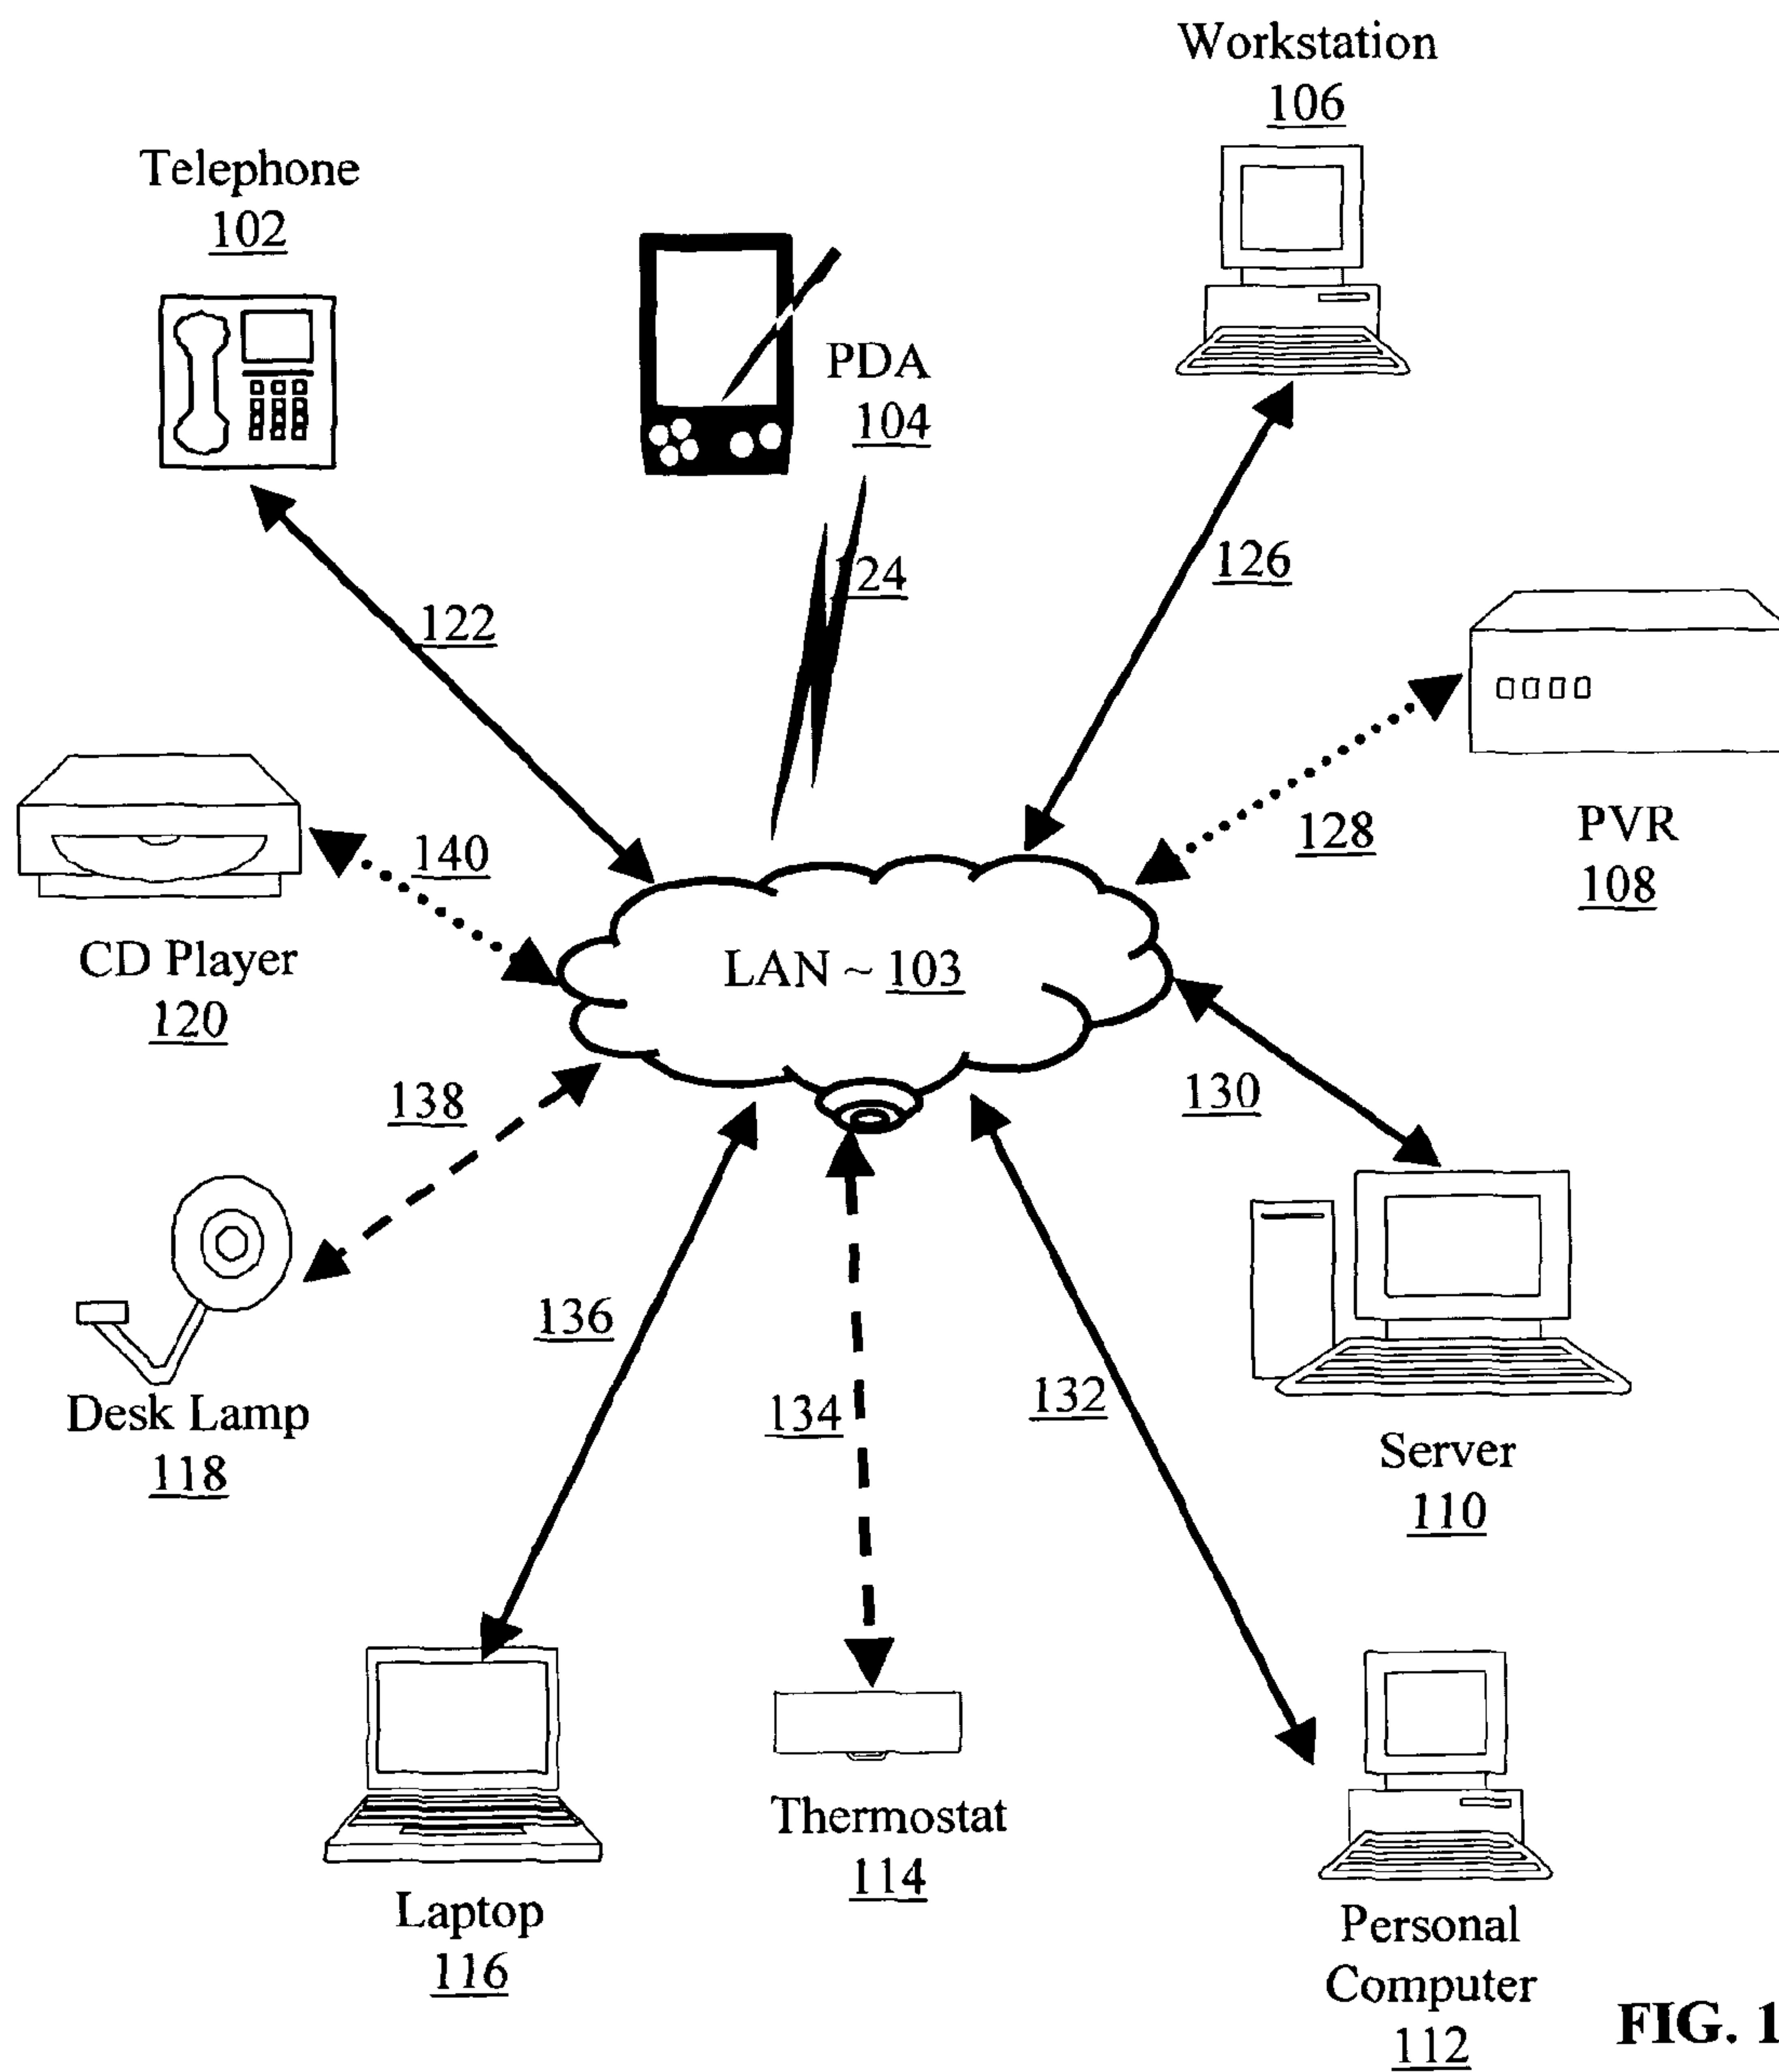 Workstation
106
Telephone
102
PDA
104
124
126
122
128
PVR
108
140
CD Player
120
LAN ~ 103
138
130
Desk Lamp
118
136
134
132
Server
110
Laptop
116
Thermostat
114
Personal
Computer
112
FIG. 1